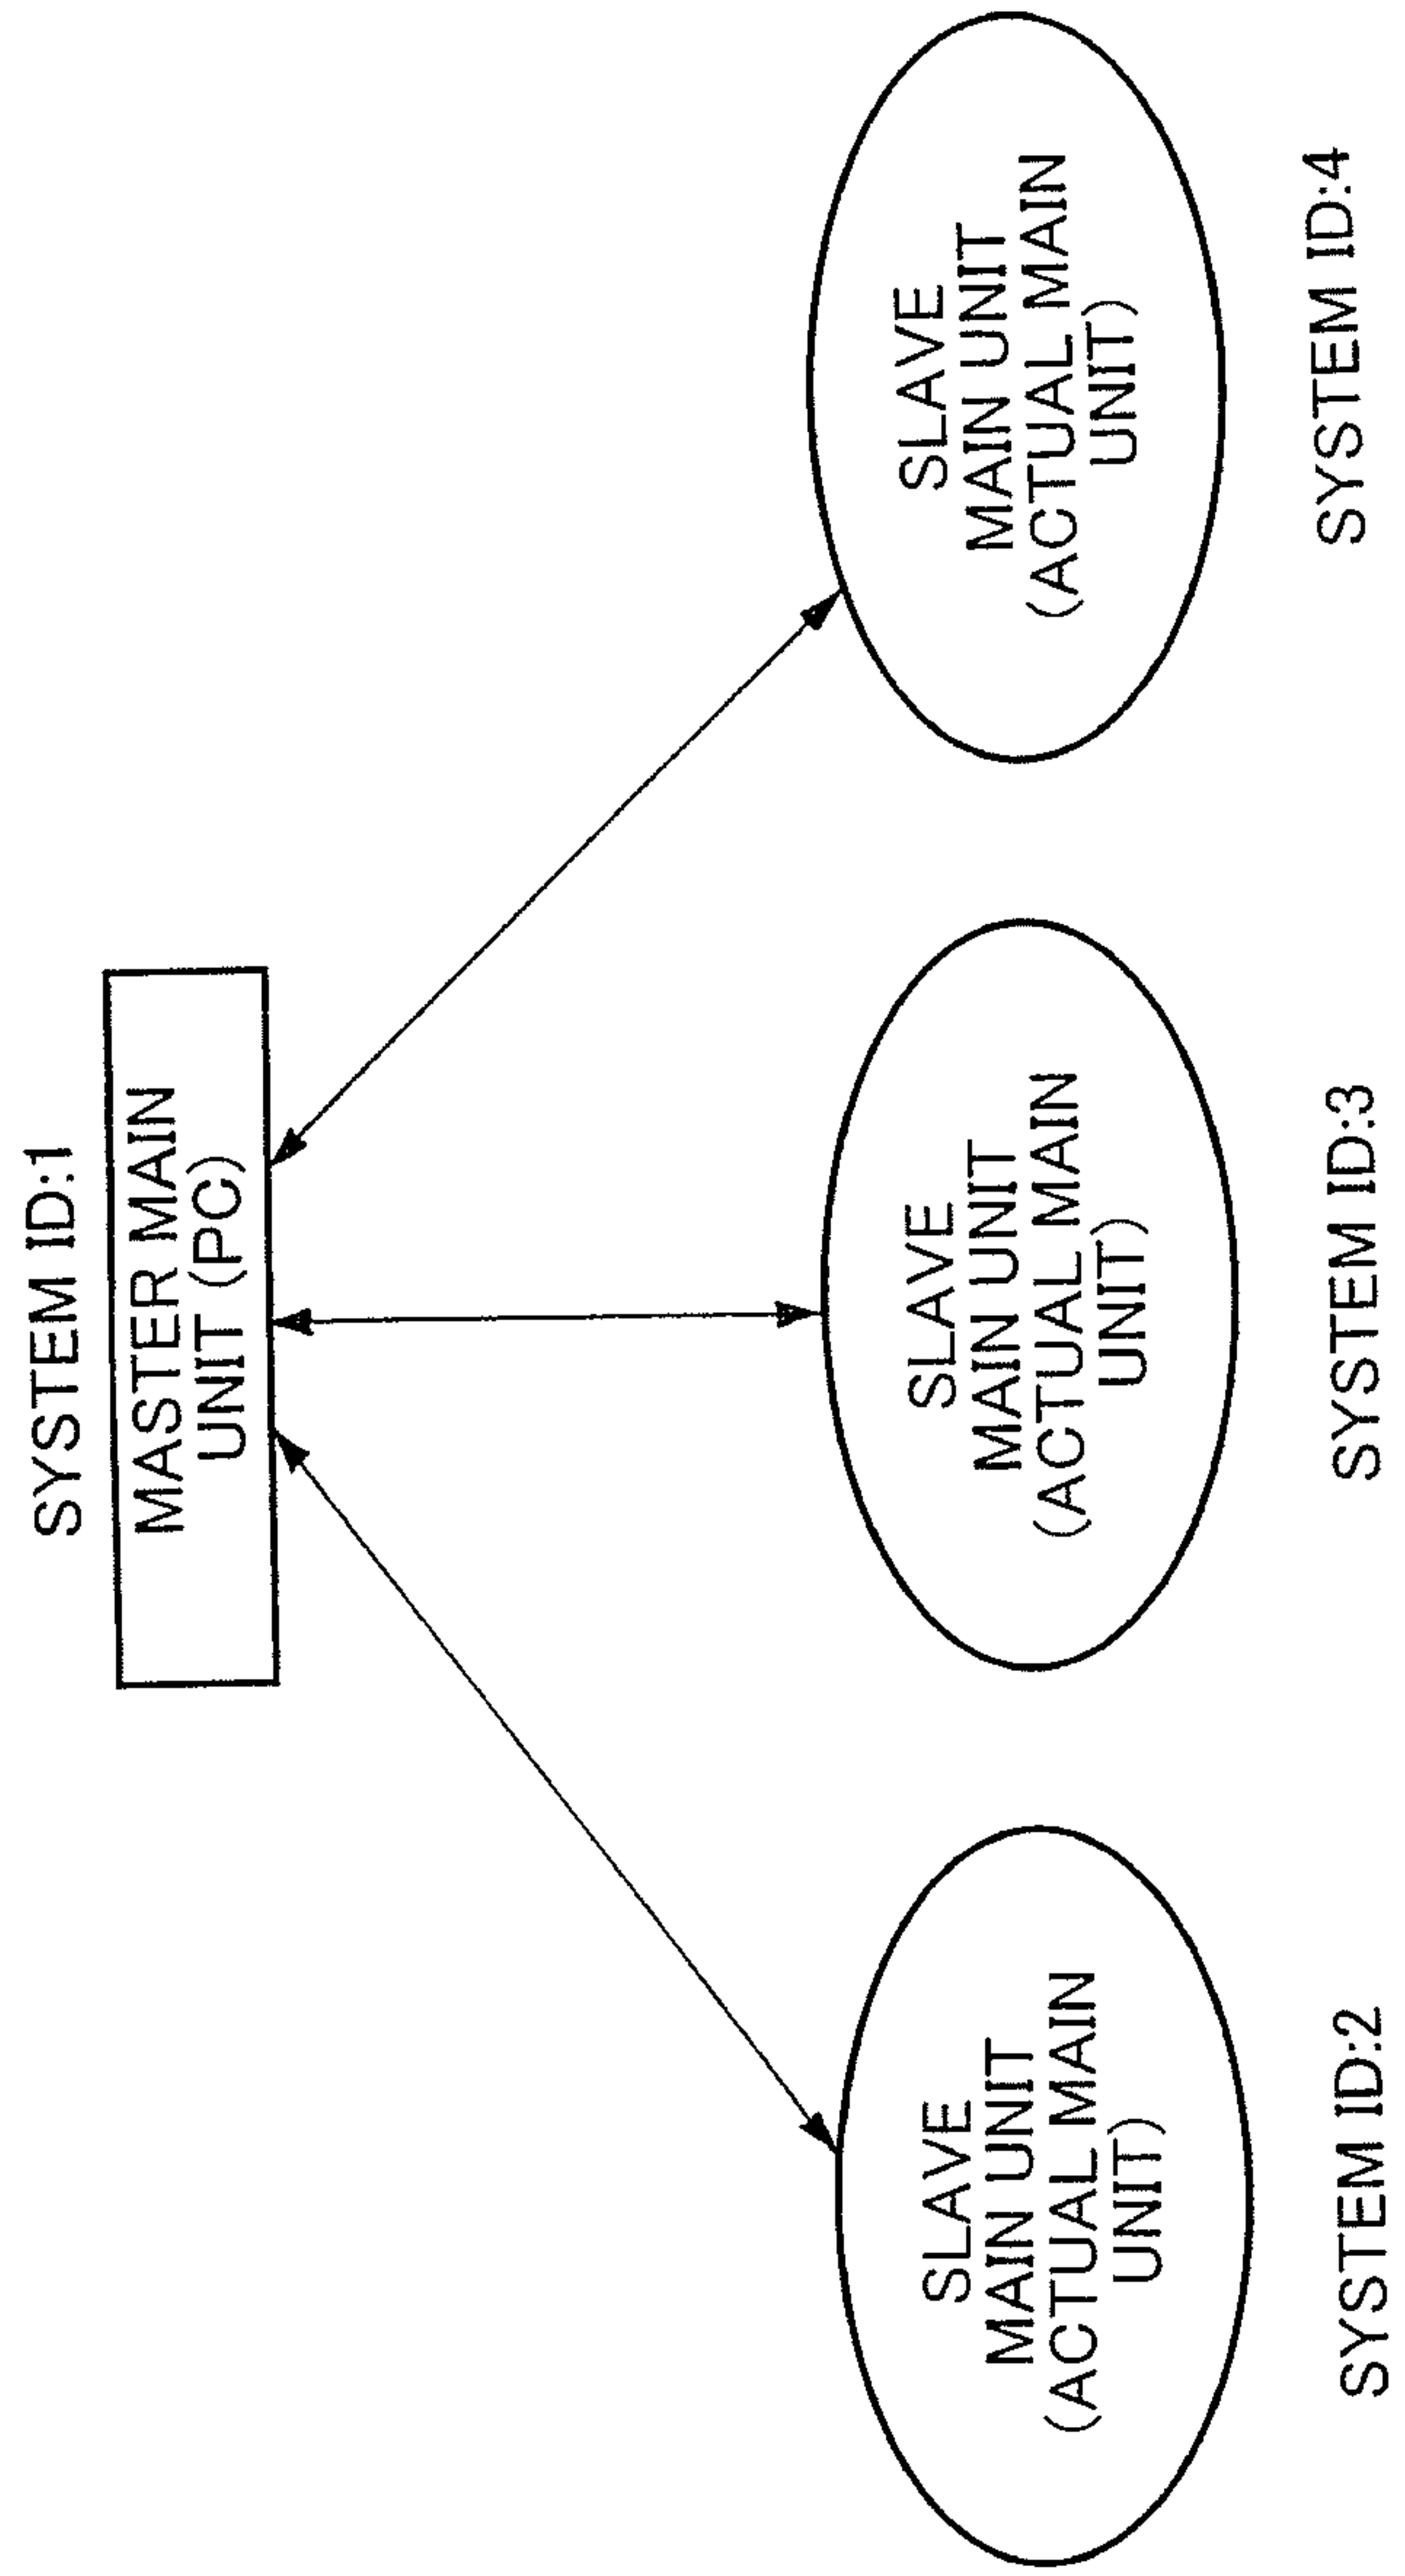 SYSTEM ID:1
MASTER MAIN
UNIT (PC)
SLAVE
MAIN UNIT
(ACTUAL MAIN
UNIT)
SYSTEM ID:2
SLAVE
MAIN UNIT
(ACTUAL MAIN
UNIT)
SYSTEM ID:3
SLAVE
MAIN UNIT
(ACTUAL MAIN
UNIT)
SYSTEM ID:4